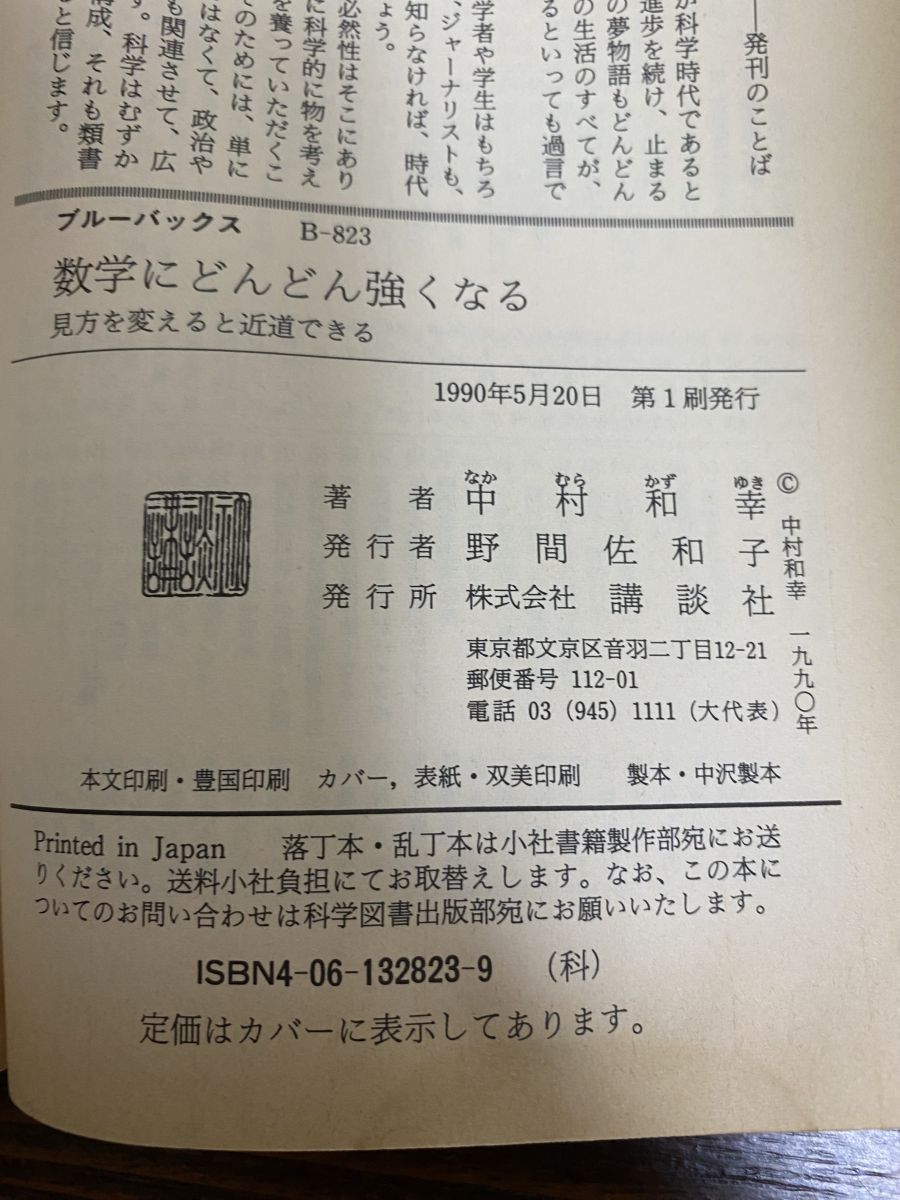 ――発刊のことば
が科学時代であると
進歩を続け、止まる
の夢物語もどんどん
の生活のすべてが、
るといっても過言で
学者や学生はもちろ
、ジャーナリストも、
知らなければ、時代
ょう。
必然性はそこにあり
に科学的に物を考え
を養っていただくこ
そのためには、単に
はなくて、政治や
も関連させて、広
す。科学はむずか
構成、それも類書
と信じます。
ブルーバックス B-823
数学にどんどん強くなる
見方を変えると近道できる
1990年5月20日 第1刷発行
なか むら かず ゆき
著者 中村和幸
発行者 野間佐和子
発行所 株式会社 講談社
東京都文京区音羽二丁目12-21
郵便番号 112-01
電話 03 (945) 1111 (大代表)
© 中村和幸 一九九〇年
講談社
本文印刷・豊国印刷 カバー, 表紙・双美印刷 製本・中沢製本
Printed in Japan 落丁本・乱丁本は小社書籍製作部宛にお送
りください。送料小社負担にてお取替えします。なお、この本に
ついてのお問い合わせは科学図書出版部宛にお願いいたします。
ISBN4-06-132823-9 (科)
定価はカバーに表示してあります。